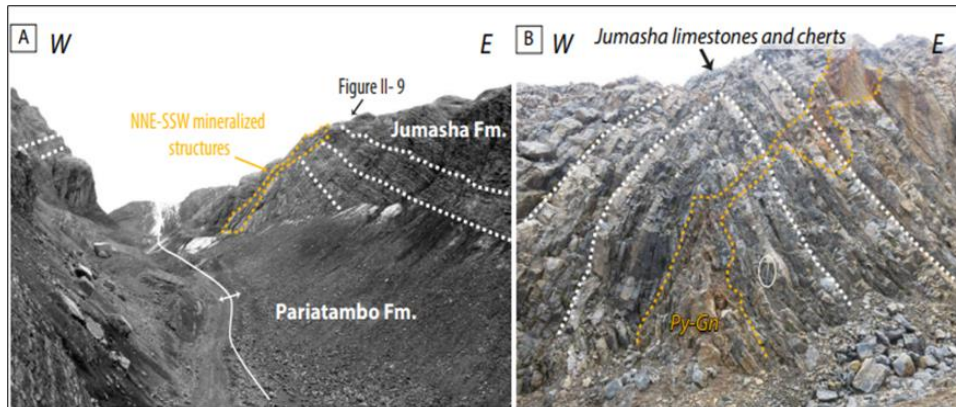 A
W
E
Figure II- 9
NNE-SSW mineralized
structures
Jumasha Fm.
Pariatambo Fm.
B
W
Jumasha limestones and cherts
E
Py-Gn